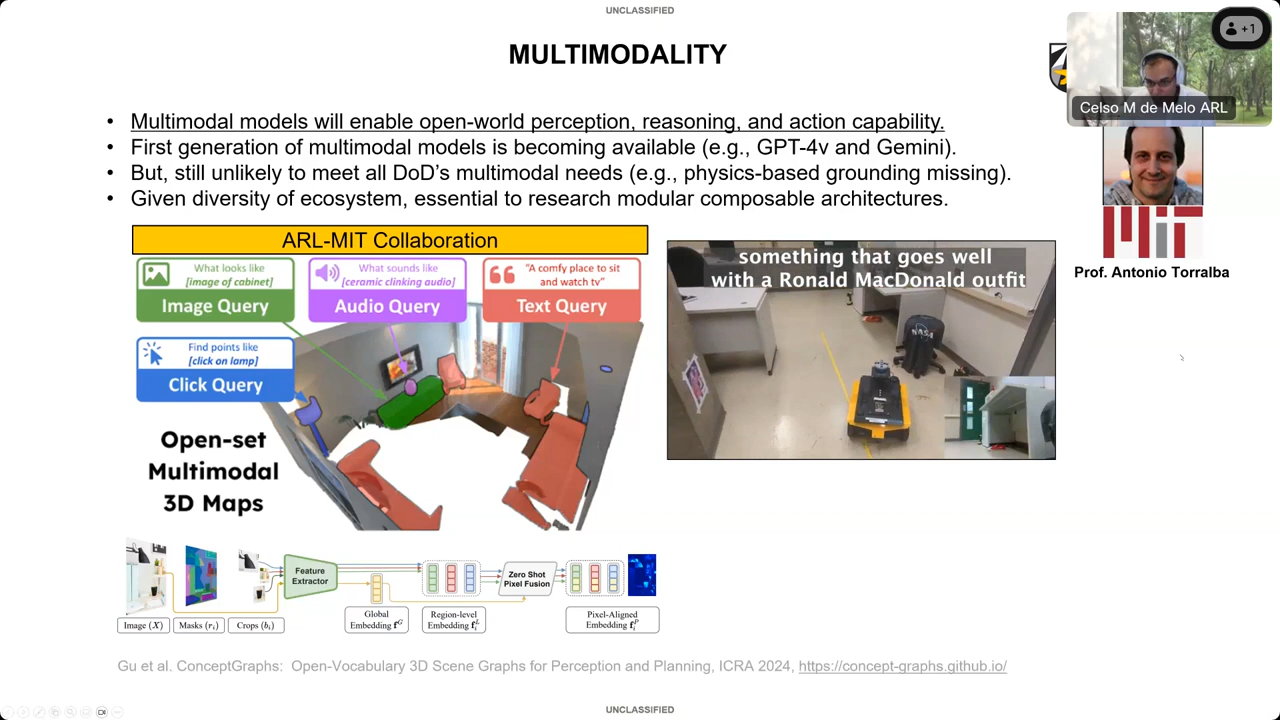 UNCLASSIFIED
MULTIMODALITY
+1
Celso M de Melo ARL
• Multimodal models will enable open-world perception, reasoning, and action capability.
• First generation of multimodal models is becoming available (e.g., GPT-4v and Gemini).
• But, still unlikely to meet all DoD’s multimodal needs (e.g., physics-based grounding missing).
• Given diversity of ecosystem, essential to research modular composable architectures.
ARL-MIT Collaboration
What looks like
[image of cabinet]
Image Query
What sounds like
[ceramic clinking audio]
Audio Query
"A comfy place to sit
and watch tv"
Text Query
Find points like
[click on lamp]
Click Query
Open-set
Multimodal
3D Maps
something that goes well
with a Ronald MacDonald outfit
NASA
MIT
Prof. Antonio Torralba
Feature
Extractor
Zero Shot
Pixel Fusion
Image (X)
Masks (rᵢ)
Crops (bᵢ)
Global
Embedding f^G
Region-level
Embedding f_i^L
Pixel-Aligned
Embedding f_i^P
Gu et al. ConceptGraphs: Open-Vocabulary 3D Scene Graphs for Perception and Planning, ICRA 2024, https://concept-graphs.github.io/
UNCLASSIFIED